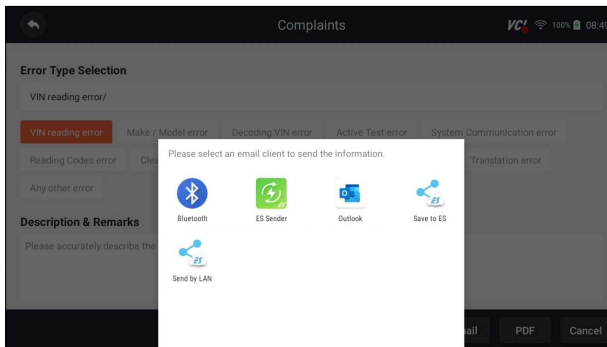 Complaints
VCI 100% 08:49
Error Type Selection
VIN reading error/
VIN reading error Make / Model error Decoding VIN error Active Test error System Communication error
Reading Codes error Clea Translation error
Any other error
Please select an email client to send the information.
Bluetooth ES Sender Outlook Save to ES
Send by LAN
Description & Remarks
Please accurately describe the
ail PDF Cancel